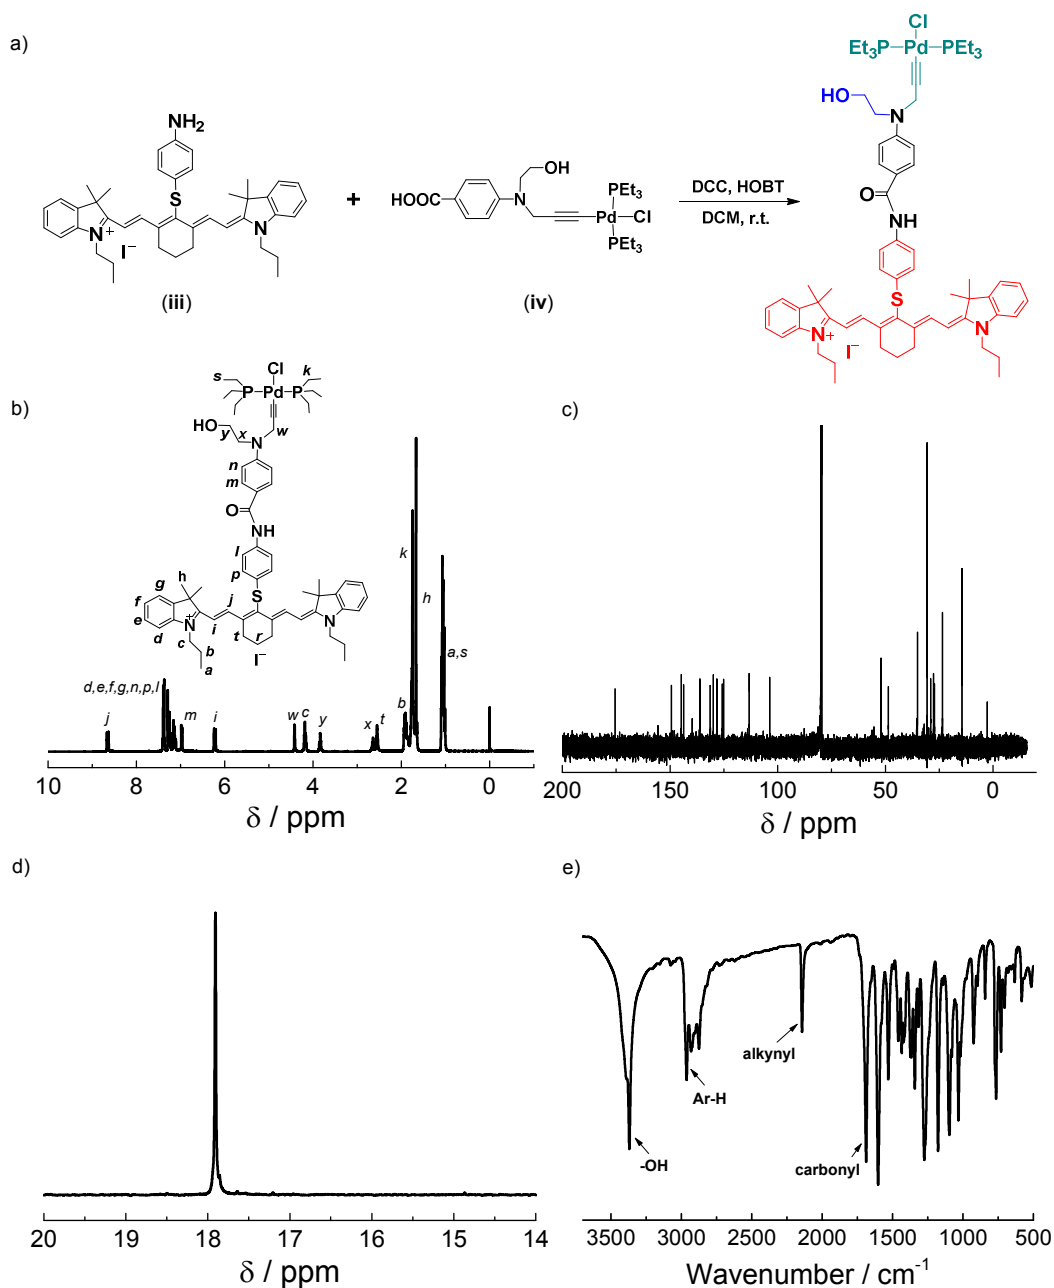 a)
NH₂
S
N⁺
I⁻
N
(iii)
+
HOOC
N
OH
PEt₃
Pd
Cl
PEt₃
(iv)
DCC, HOBT
DCM, r.t.
Cl
Et₃P Pd PEt₃
HO
N
O
NH
S
N⁺
I⁻
N
b)
s
Cl
k
P Pd P
HO
y
x
w
N
n
m
O
NH
l
p
S
h
g
f
e
d
N⁺
c
b
a
i
j
t
r
I⁻
N
k
h
a,s
d,e,f,g,n,p,l
j
m
i
w
c
y
x
t
b
10 8 6 4 2 0
δ / ppm
c)
200 150 100 50 0
δ / ppm
d)
20 19 18 17 16 15 14
δ / ppm
e)
alkynyl
Ar-H
-OH
carbonyl
3500 3000 2500 2000 1500 1000 500
Wavenumber / cm⁻¹